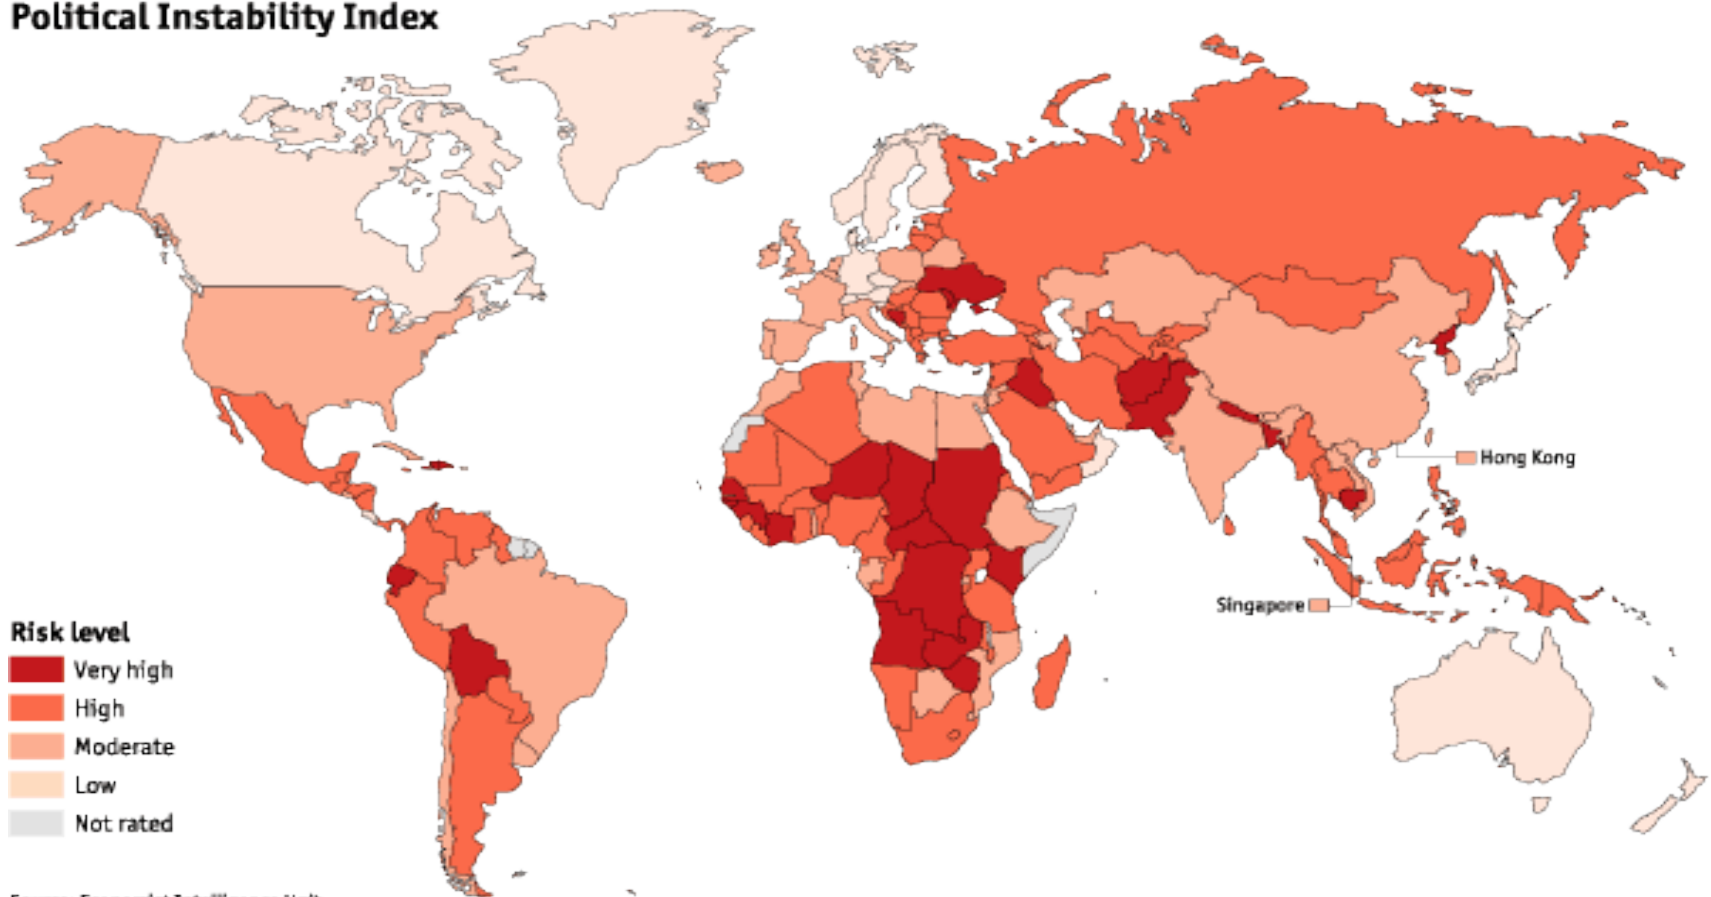 Political Instability Index
Hong Kong
Singapore
Risk level
Very high
High
Moderate
Low
Not rated